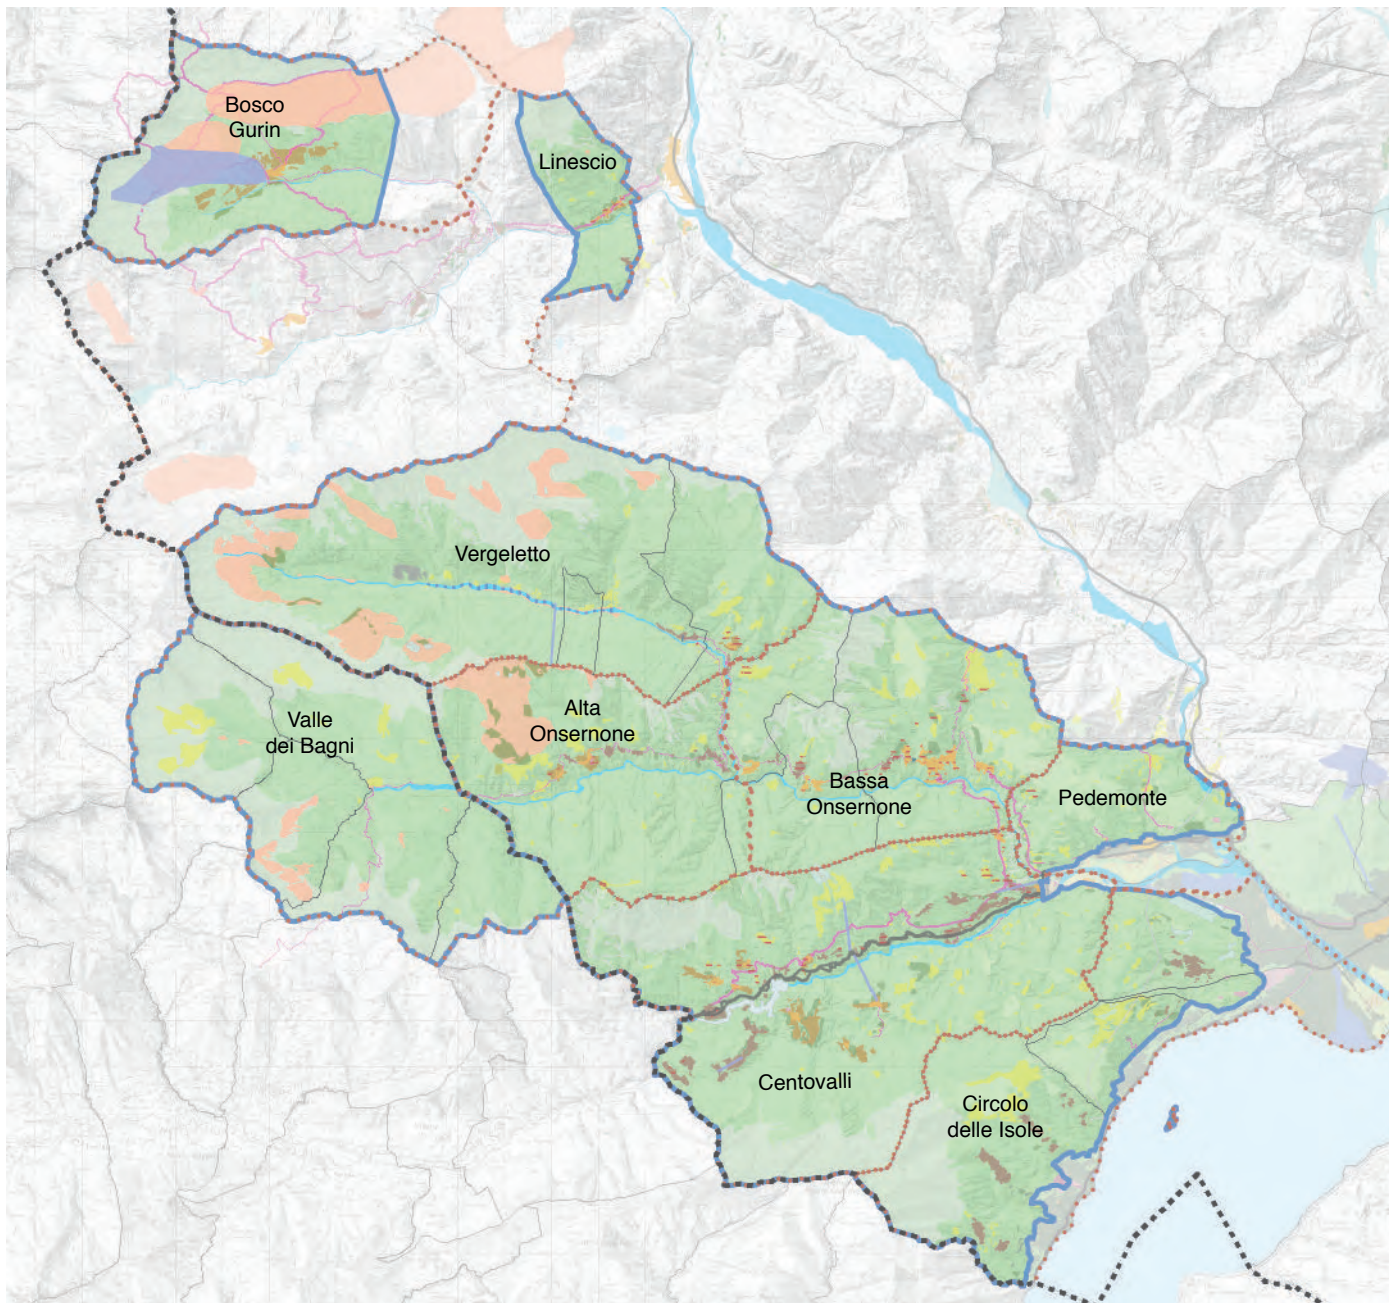 Bosco
Gurin
Linescio
Vergeletto
Alta
Onsernone
Valle
dei Bagni
Bassa
Onsernone
Pedemonte
Centovalli
Circolo
delle Isole